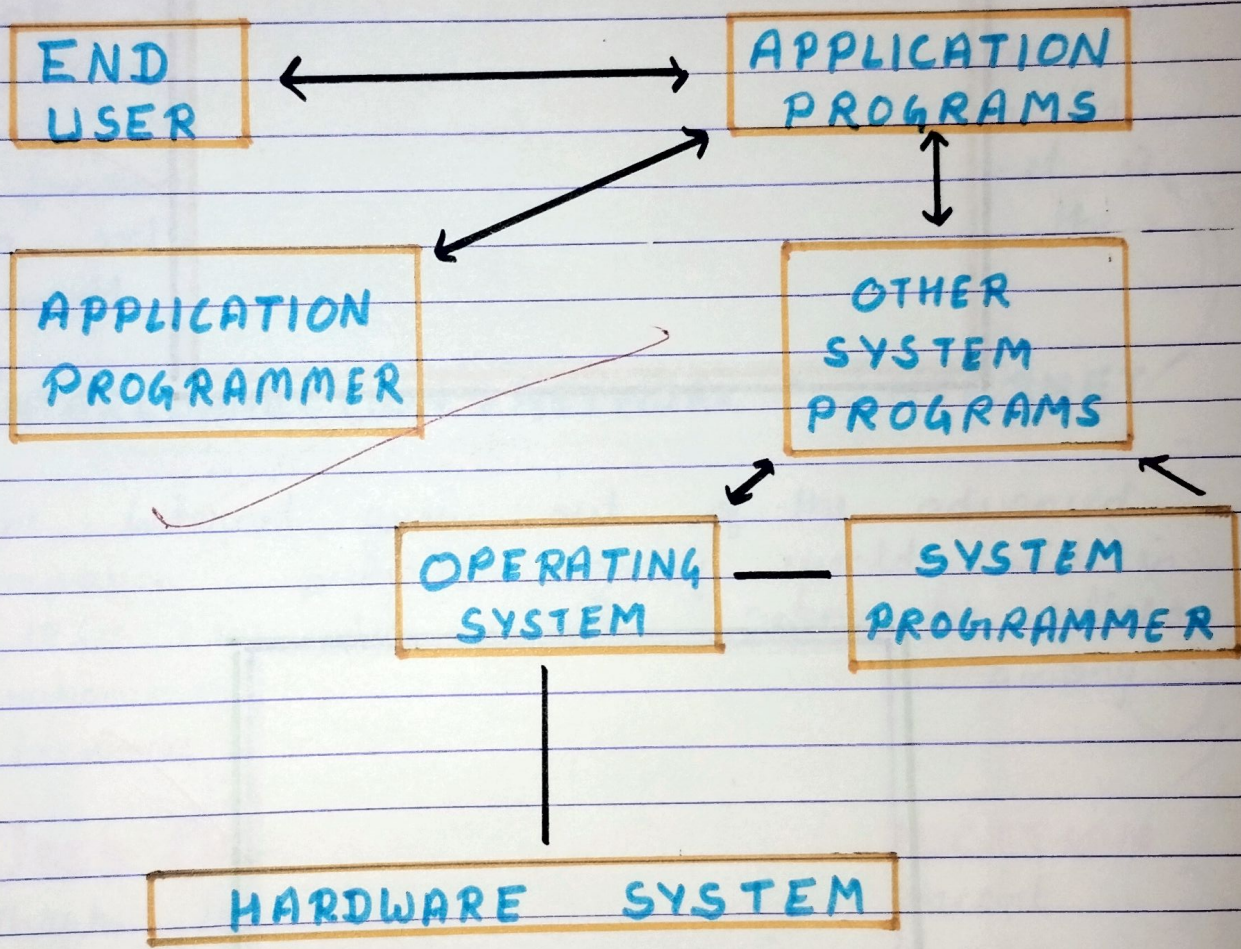 END
USER
APPLICATION
PROGRAMS
APPLICATION
PROGRAMMER
OTHER
SYSTEM
PROGRAMS
OPERATING
SYSTEM
SYSTEM
PROGRAMMER
HARDWARE SYSTEM